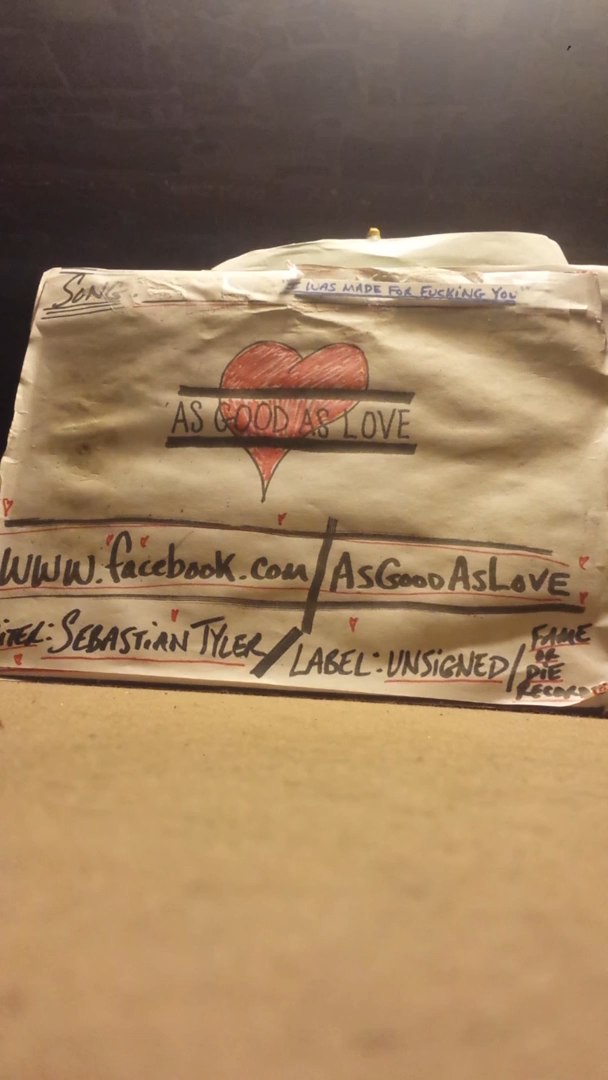 SONG: "I WAS MADE FOR FUCKING YOU"
AS GOOD AS LOVE
www.facebook.com/AsGoodAsLove
iTER: SEBASTIAN TYLER/LABEL: UNSIGNED/FAME
OR
DIE
RECORDS